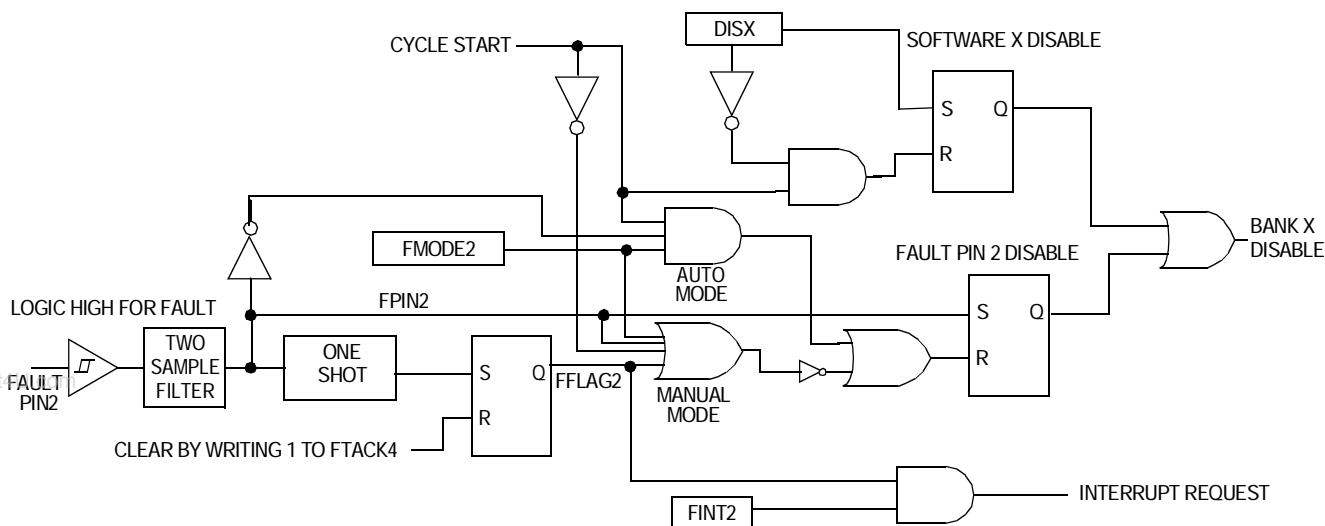 DISX
CYCLE START
SOFTWARE X DISABLE
S
Q
R
BANK X
DISABLE
FMODE2
AUTO
MODE
FAULT PIN 2 DISABLE
LOGIC HIGH FOR FAULT
FPIN2
S
Q
R
TWO
SAMPLE
FILTER
ONE
SHOT
FAULT
PIN2
S
Q
R
FFLAG2
MANUAL
MODE
CLEAR BY WRITING 1 TO FTACK4
FINT2
INTERRUPT REQUEST